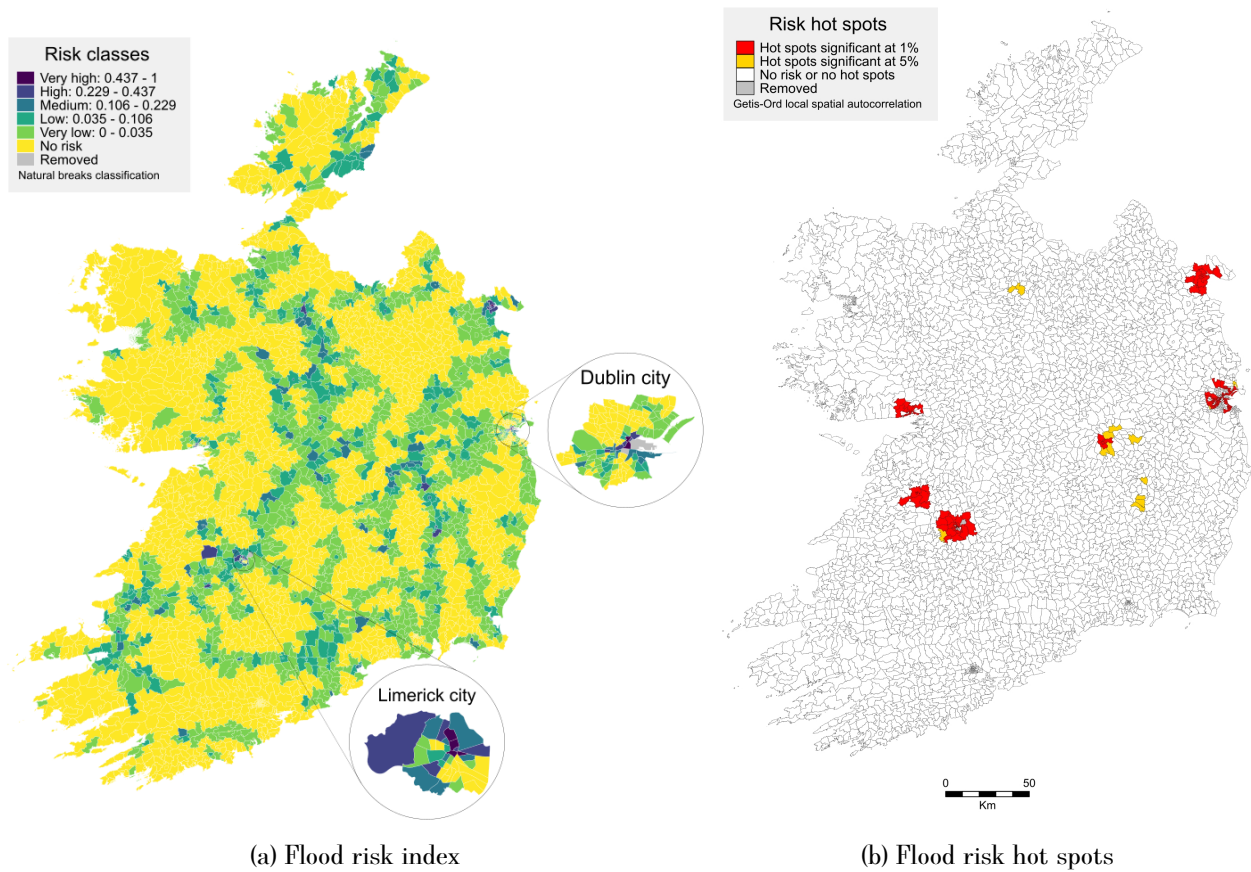 Risk classes
Very high: 0.437 - 1
High: 0.229 - 0.437
Medium: 0.106 - 0.229
Low: 0.035 - 0.106
Very low: 0 - 0.035
No risk
Removed
Natural breaks classification
Dublin city
Limerick city
(a) Flood risk index
Risk hot spots
Hot spots significant at 1%
Hot spots significant at 5%
No risk or no hot spots
Removed
Getis-Ord local spatial autocorrelation
0 50
Km
(b) Flood risk hot spots